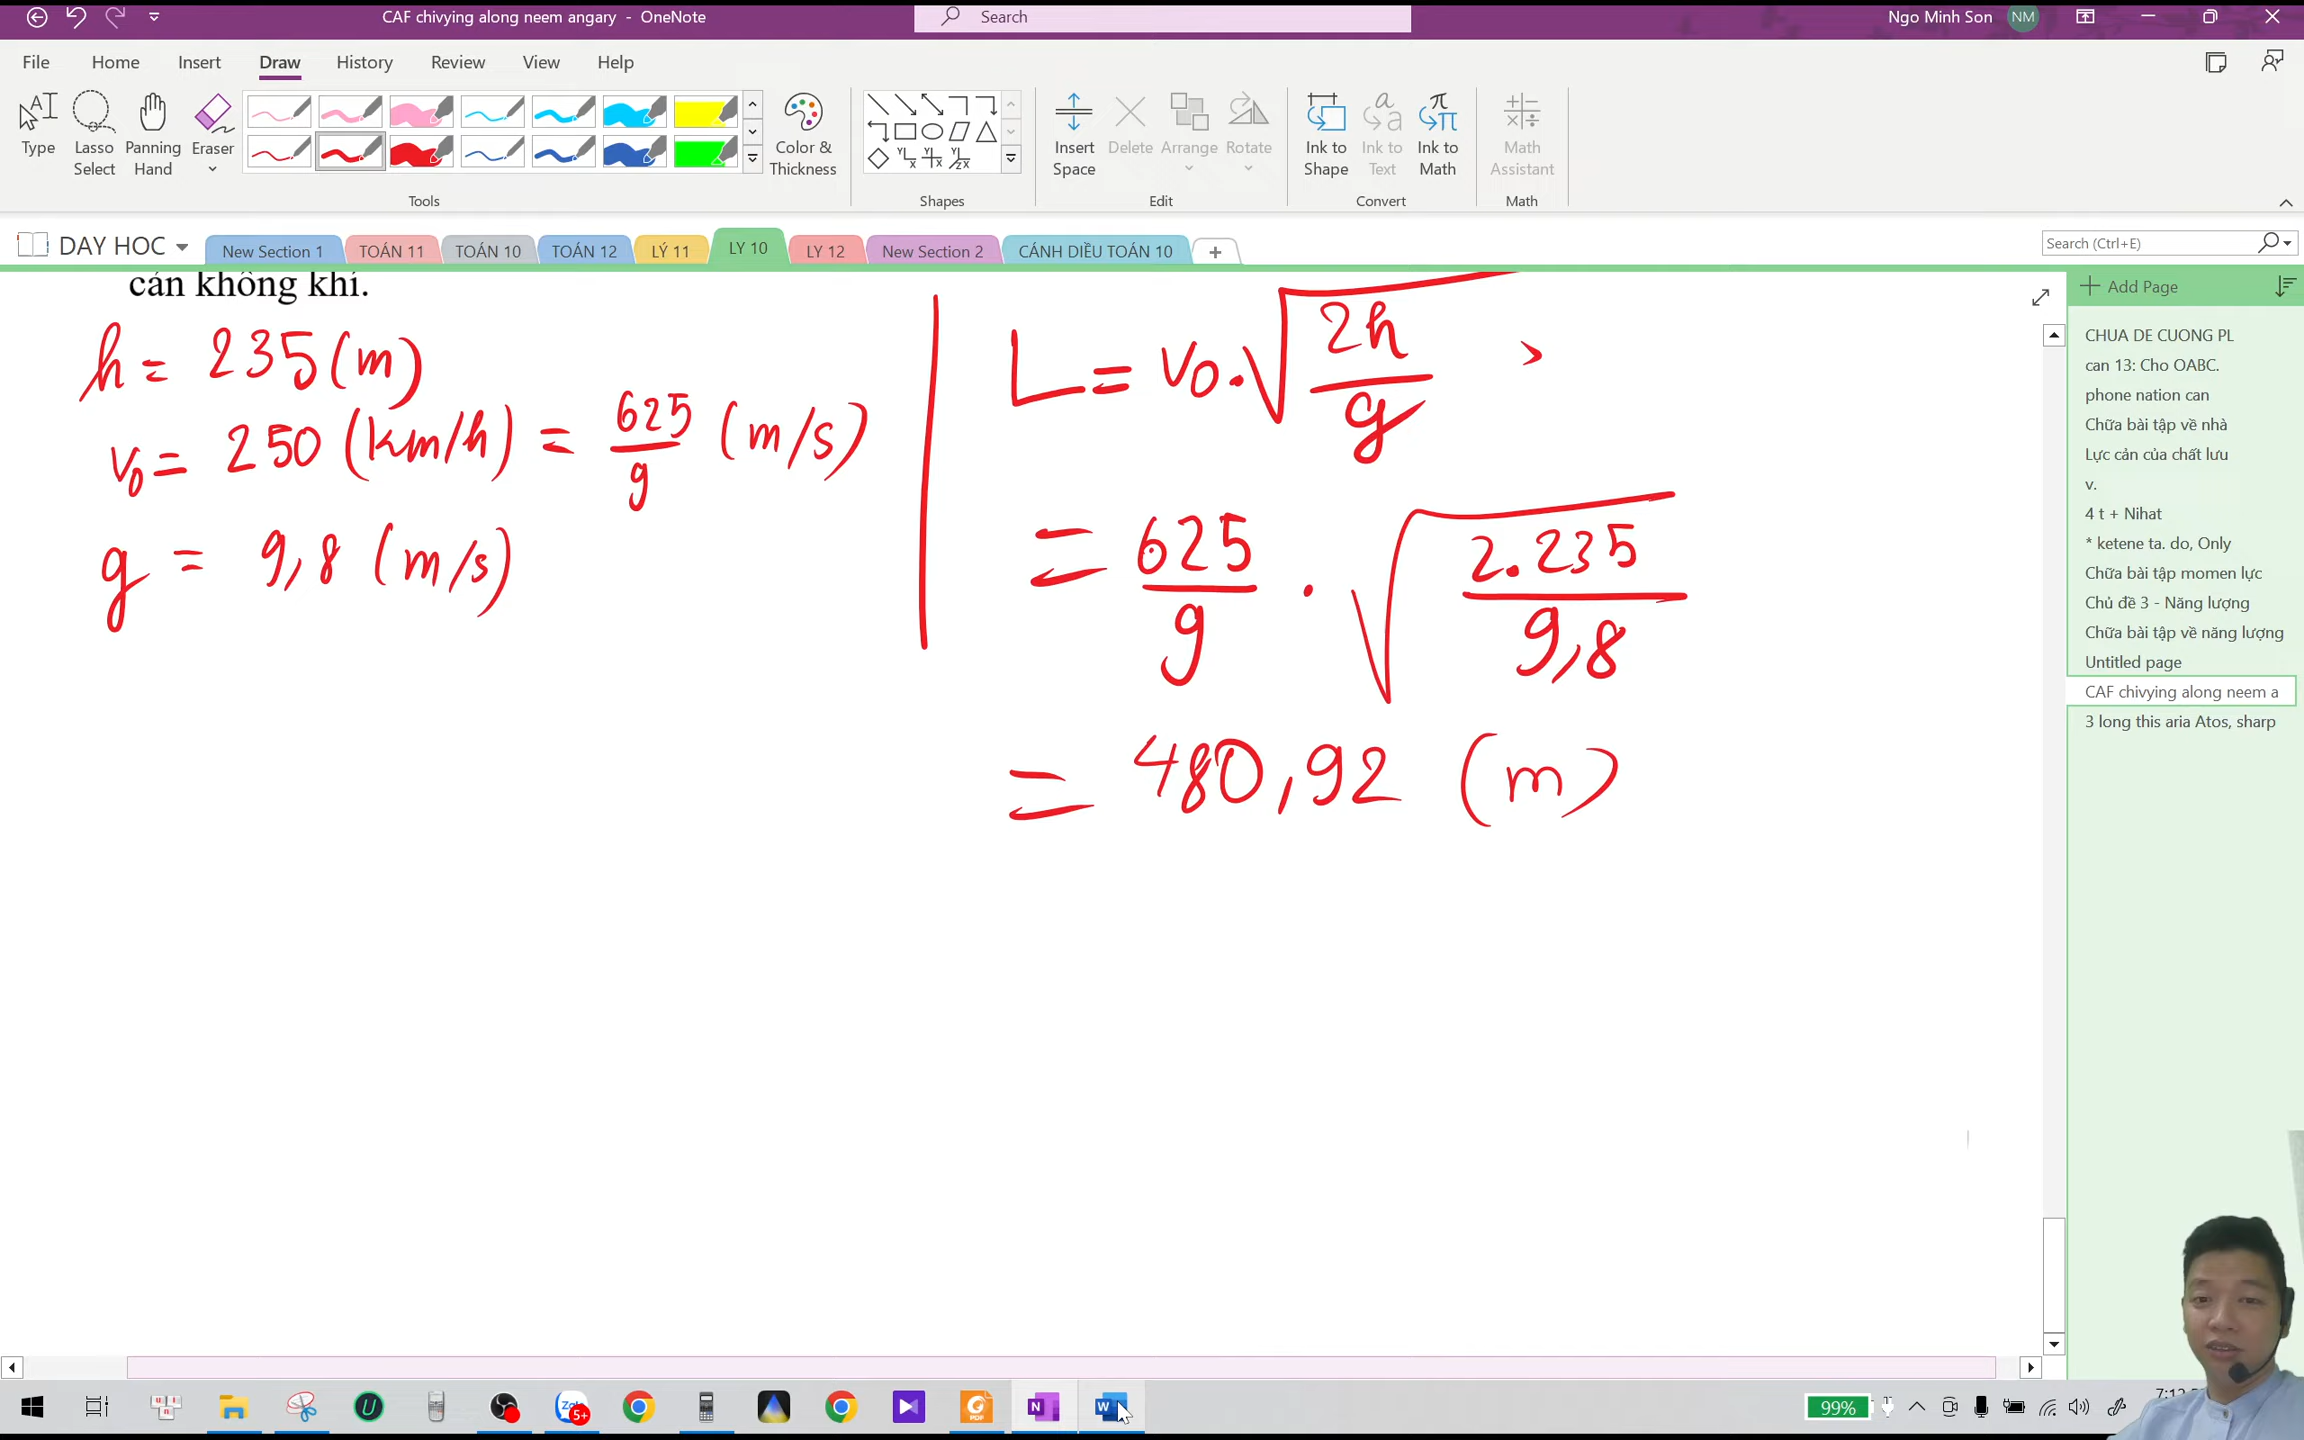 CAF chivying along neem angary - OneNote
Search
Ngo Minh Son
NM
File Home Insert Draw History Review View Help
Type
Lasso Select
Panning Hand
Eraser
Color & Thickness
Insert Space
Delete
Arrange
Rotate
Ink to Shape
Ink to Text
Ink to Math
Math Assistant
Tools
Shapes
Edit
Convert
Math
DAY HOC
New Section 1
TOÁN 11
TOÁN 10
TOÁN 12
LÝ 11
LY 10
LY 12
New Section 2
CÁNH DIỀU TOÁN 10
Search (Ctrl+E)
cản không khí.
h = 235 (m)
v0 = 250 (km/h) = 625/9 (m/s)
g = 9,8 (m/s)
L = v0 . √(2h/g)
= 625/9 . √(2.235/9,8)
= 480,92 (m)
Add Page
CHUA DE CUONG PL
can 13: Cho OABC.
phone nation can
Chữa bài tập về nhà
Lực cản của chất lưu
v.
4 t + Nihat
* ketene ta. do, Only
Chữa bài tập momen lực
Chủ đề 3 - Năng lượng
Chữa bài tập về năng lượng
Untitled page
CAF chivying along neem a
3 long this aria Atos, sharp
5+
PDF
N
W
99%